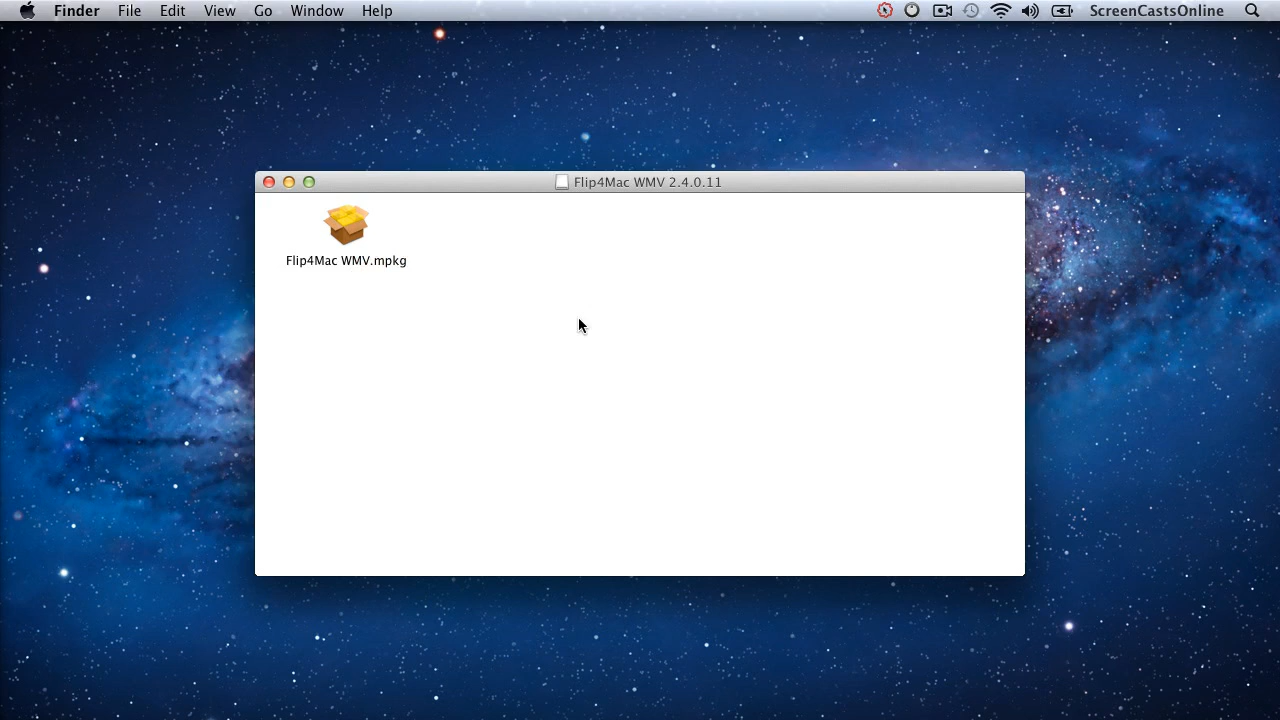 Finder File Edit View Go Window Help ScreenCastsOnline
Flip4Mac WMV 2.4.0.11
Flip4Mac WMV.mpkg